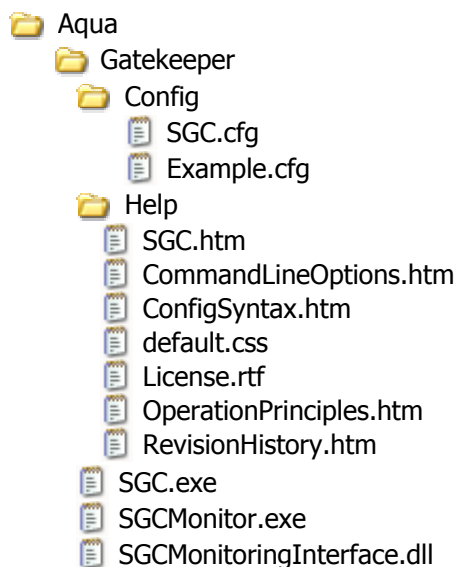 Aqua
Gatekeeper
Config
SGC.cfg
Example.cfg
Help
SGC.htm
CommandLineOptions.htm
ConfigSyntax.htm
default.css
License.rtf
OperationPrinciples.htm
RevisionHistory.htm
SGC.exe
SGCMonitor.exe
SGCMonitoringInterface.dll